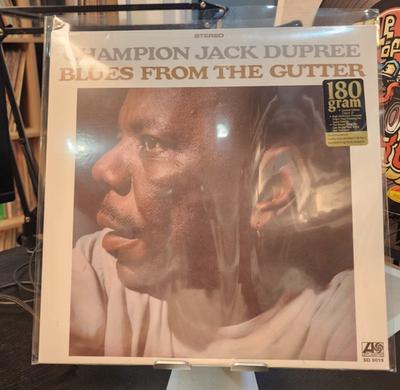 STEREO
CHAMPION JACK DUPREE
BLUES FROM THE GUTTER
180
gram
SD 8019